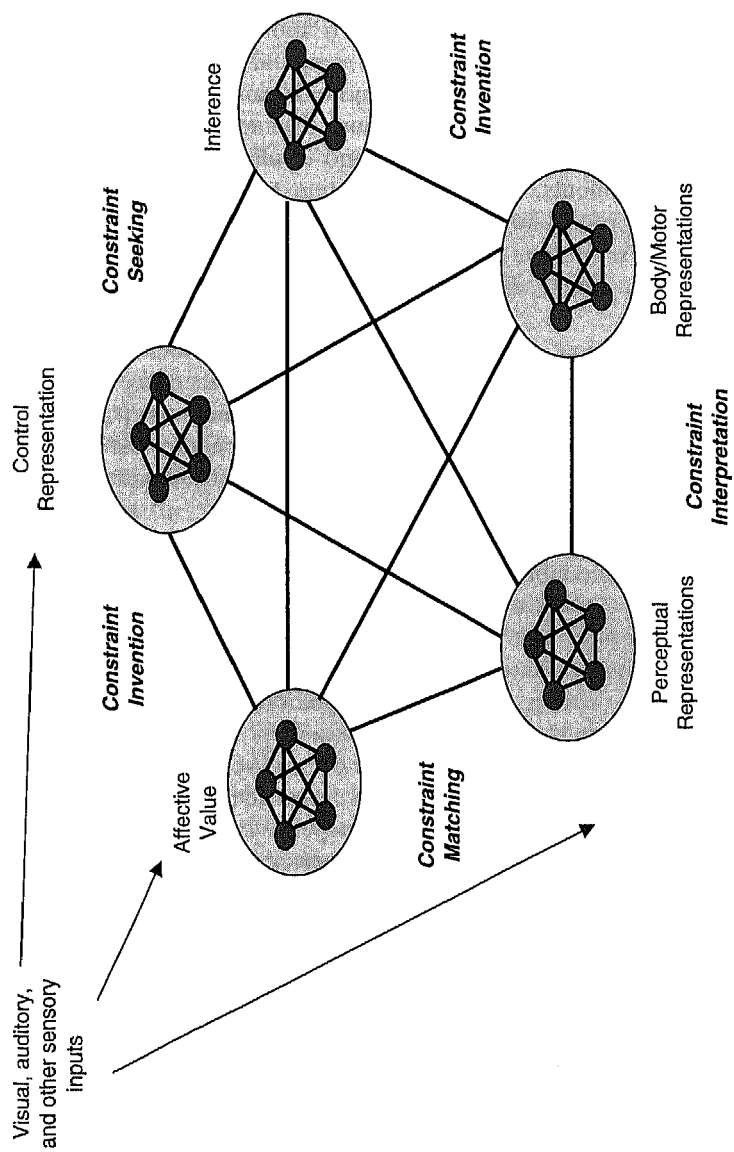 Visual, auditory,
and other sensory
inputs
Control
Representation
Constraint
Invention
Constraint
Seeking
Affective
Value
Inference
Constraint
Matching
Constraint
Invention
Perceptual
Representations
Body/Motor
Representations
Constraint
Interpretation